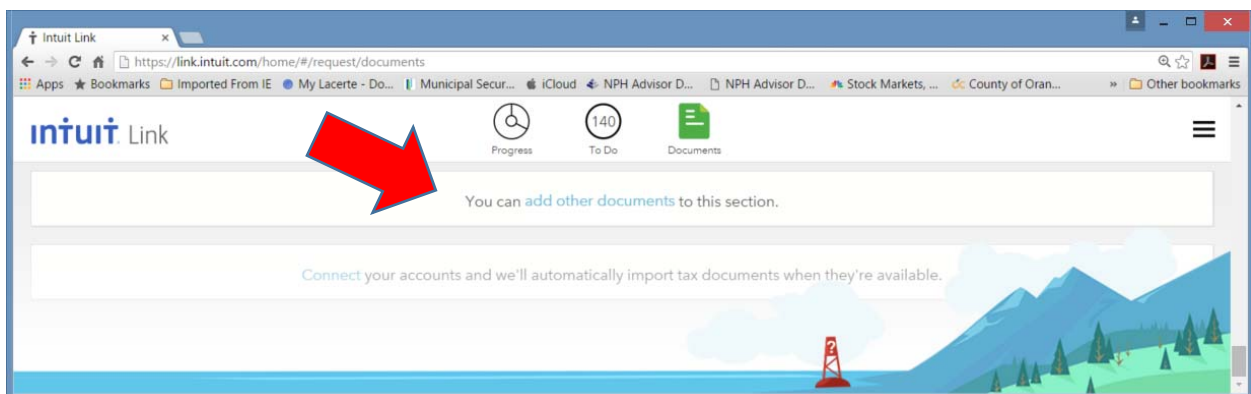 Intuit Link
https://link.intuit.com/home/#/request/documents
Apps Bookmarks Imported From IE My Lacerte - Do... Municipal Secur... iCloud NPH Advisor D... NPH Advisor D... Stock Markets, ... County of Oran... » Other bookmarks
INTUIT Link
140
Progress To Do Documents
You can add other documents to this section.
Connect your accounts and we'll automatically import tax documents when they're available.
?